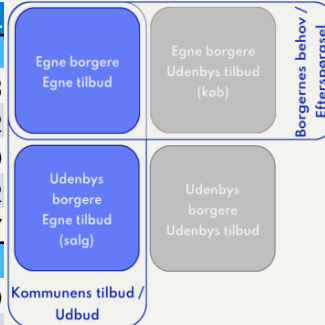 Egne borgere
Egne tilbud
Egne borgere
Udenbys tilbud
(køb)
Borgernes behov /
Efterspørgsel
Udenbys
borgere
Egne tilbud
(salg)
Udenbys
borgere
Udenbys tilbud
Kommunens tilbud /
Udbud